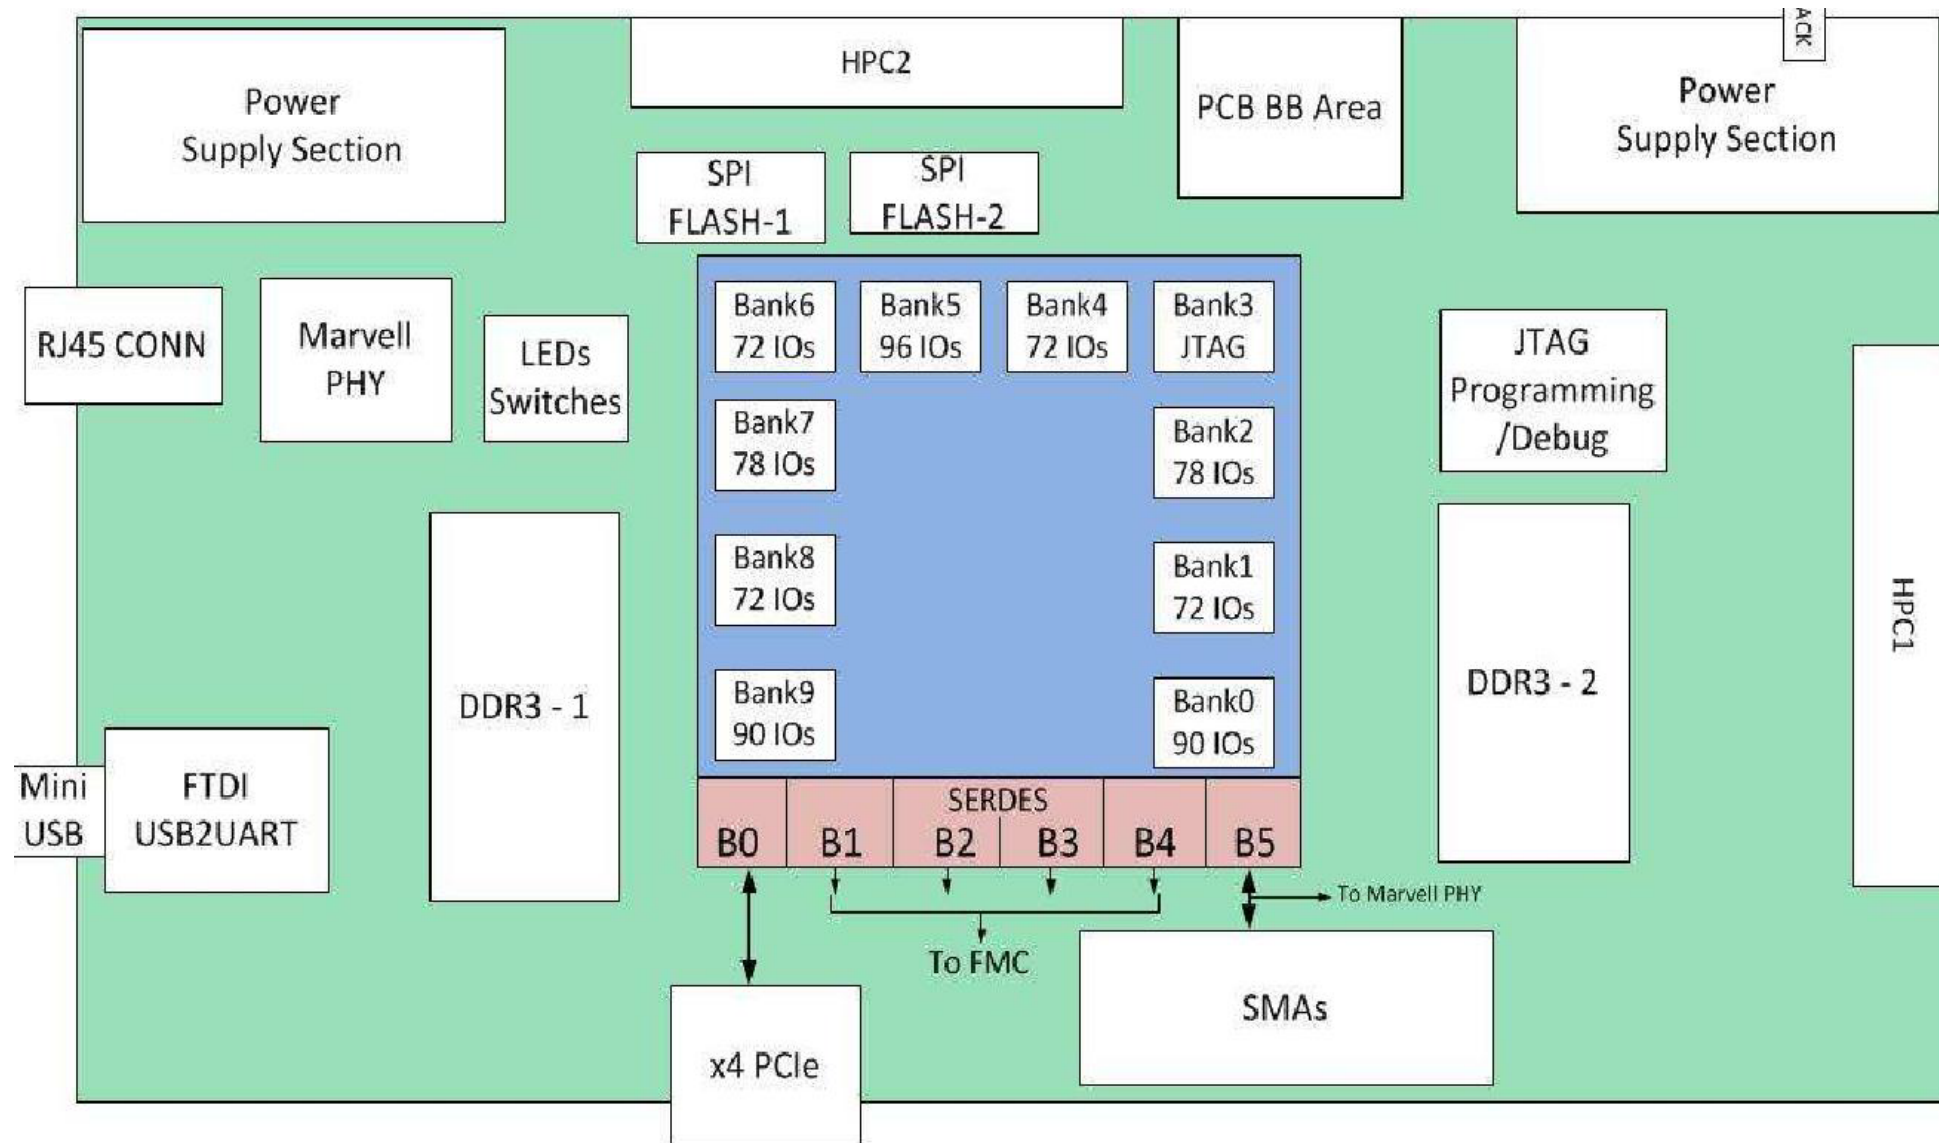 ACK
Power
Supply Section
HPC2
PCB BB Area
Power
Supply Section
SPI
FLASH-1
SPI
FLASH-2
RJ45 CONN
Marvell
PHY
LEDs
Switches
Bank6
72 IOs
Bank5
96 IOs
Bank4
72 IOs
Bank3
JTAG
JTAG
Programming
/Debug
Bank7
78 IOs
Bank2
78 IOs
Bank8
72 IOs
Bank1
72 IOs
HPC1
DDR3 - 1
Bank9
90 IOs
Bank0
90 IOs
DDR3 - 2
Mini
USB
FTDI
USB2UART
SERDES
B0
B1
B2
B3
B4
B5
To Marvell PHY
To FMC
SMAs
x4 PCIe